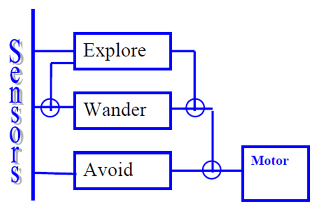 Sensors
Explore
Wander
Avoid
Motor